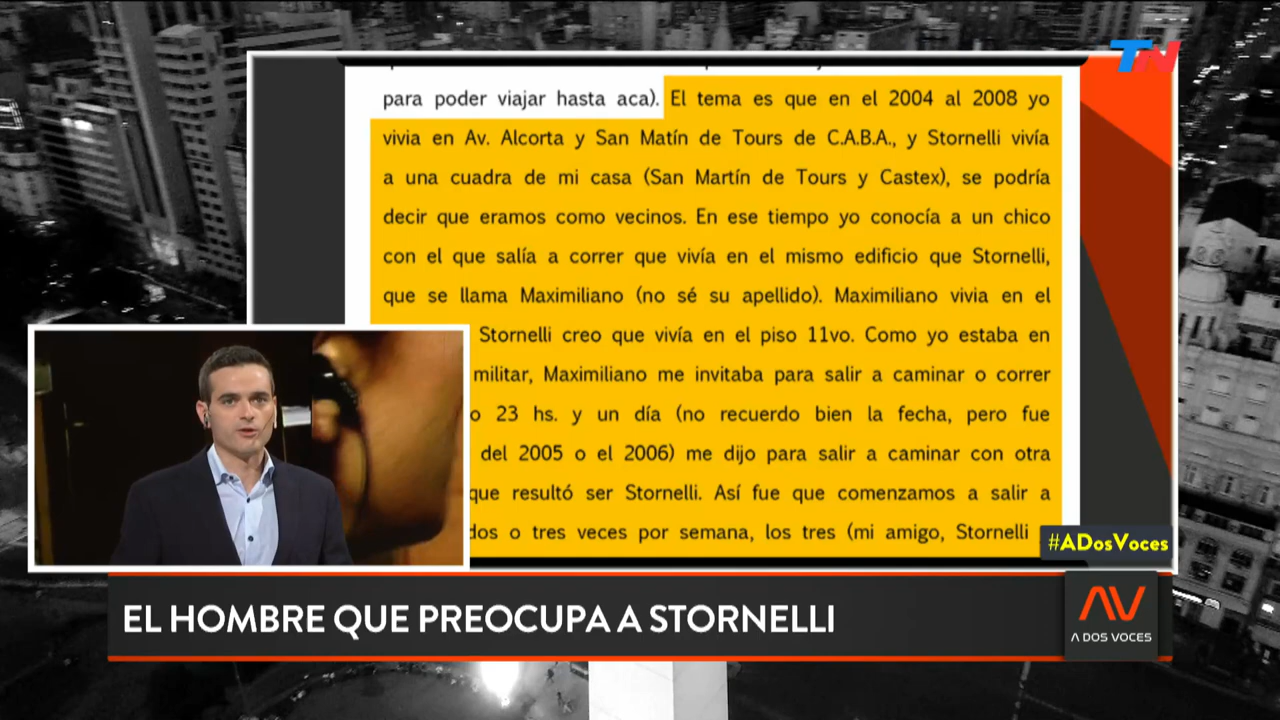 TN
para poder viajar hasta aca). El tema es que en el 2004 al 2008 yo
vivia en Av. Alcorta y San Matín de Tours de C.A.B.A., y Stornelli vivía
a una cuadra de mi casa (San Martín de Tours y Castex), se podría
decir que eramos como vecinos. En ese tiempo yo conocía a un chico
con el que salía a correr que vivía en el mismo edificio que Stornelli,
que se llama Maximiliano (no sé su apellido). Maximiliano vivia en el
Stornelli creo que vivía en el piso 11vo. Como yo estaba en
militar, Maximiliano me invitaba para salir a caminar o correr
o 23 hs. y un día (no recuerdo bien la fecha, pero fue
del 2005 o el 2006) me dijo para salir a caminar con otra
que resultó ser Stornelli. Así fue que comenzamos a salir a
dos o tres veces por semana, los tres (mi amigo, Stornelli
#ADosVoces
EL HOMBRE QUE PREOCUPA A STORNELLI
AV
A DOS VOCES